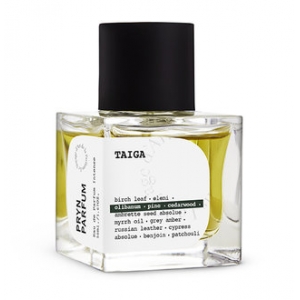 TAIGA
birch leaf · elemi ·
olibanum · pine · cedarwood ·
ambrette seed absolue ·
myrrh oil · grey amber ·
russian leather · cypress
absolue · benjoin · patchouli
PRYN
PARFUM